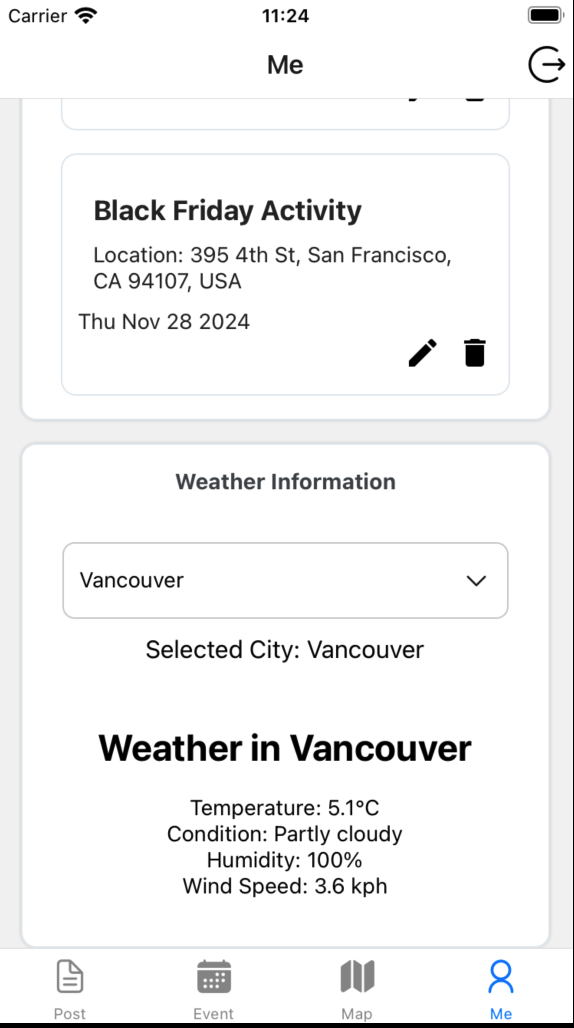 Carrier 11:24
Me
Black Friday Activity
Location: 395 4th St, San Francisco,
CA 94107, USA
Thu Nov 28 2024
Weather Information
Vancouver
Selected City: Vancouver
Weather in Vancouver
Temperature: 5.1°C
Condition: Partly cloudy
Humidity: 100%
Wind Speed: 3.6 kph
Post Event Map Me